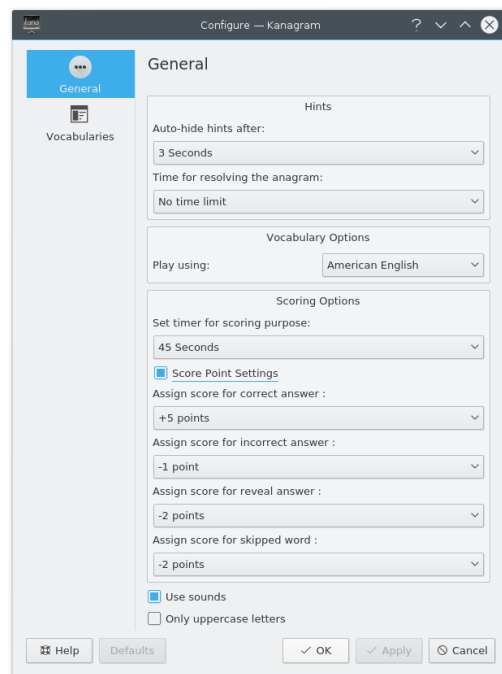 Configure — Kanagram
General
Vocabularies
General
Hints
Auto-hide hints after:
3 Seconds
Time for resolving the anagram:
No time limit
Vocabulary Options
Play using:
American English
Scoring Options
Set timer for scoring purpose:
45 Seconds
Score Point Settings
Assign score for correct answer :
+5 points
Assign score for incorrect answer :
-1 point
Assign score for reveal answer :
-2 points
Assign score for skipped word :
-2 points
Use sounds
Only uppercase letters
Help Defaults OK Apply Cancel